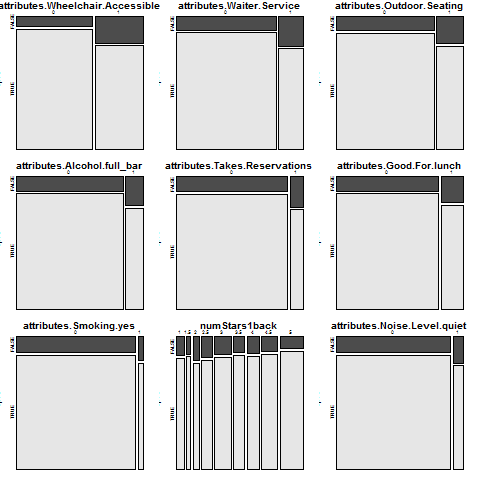 attributes.Wheelchair.Accessible
attributes.Waiter.Service
attributes.Outdoor.Seating
0 1
0 1
0 1
FALSE
TRUE
FALSE
TRUE
FALSE
TRUE
attributes.Alcohol.full_bar
attributes.Takes.Reservations
attributes.Good.For.lunch
0 1
0 1
0 1
FALSE
TRUE
FALSE
TRUE
FALSE
TRUE
attributes.Smoking.yes
numStars1back
attributes.Noise.Level.quiet
0 1
1 1.5 2 2.5 3 3.5 4 4.5 5
0 1
FALSE
TRUE
FALSE
TRUE
FALSE
TRUE